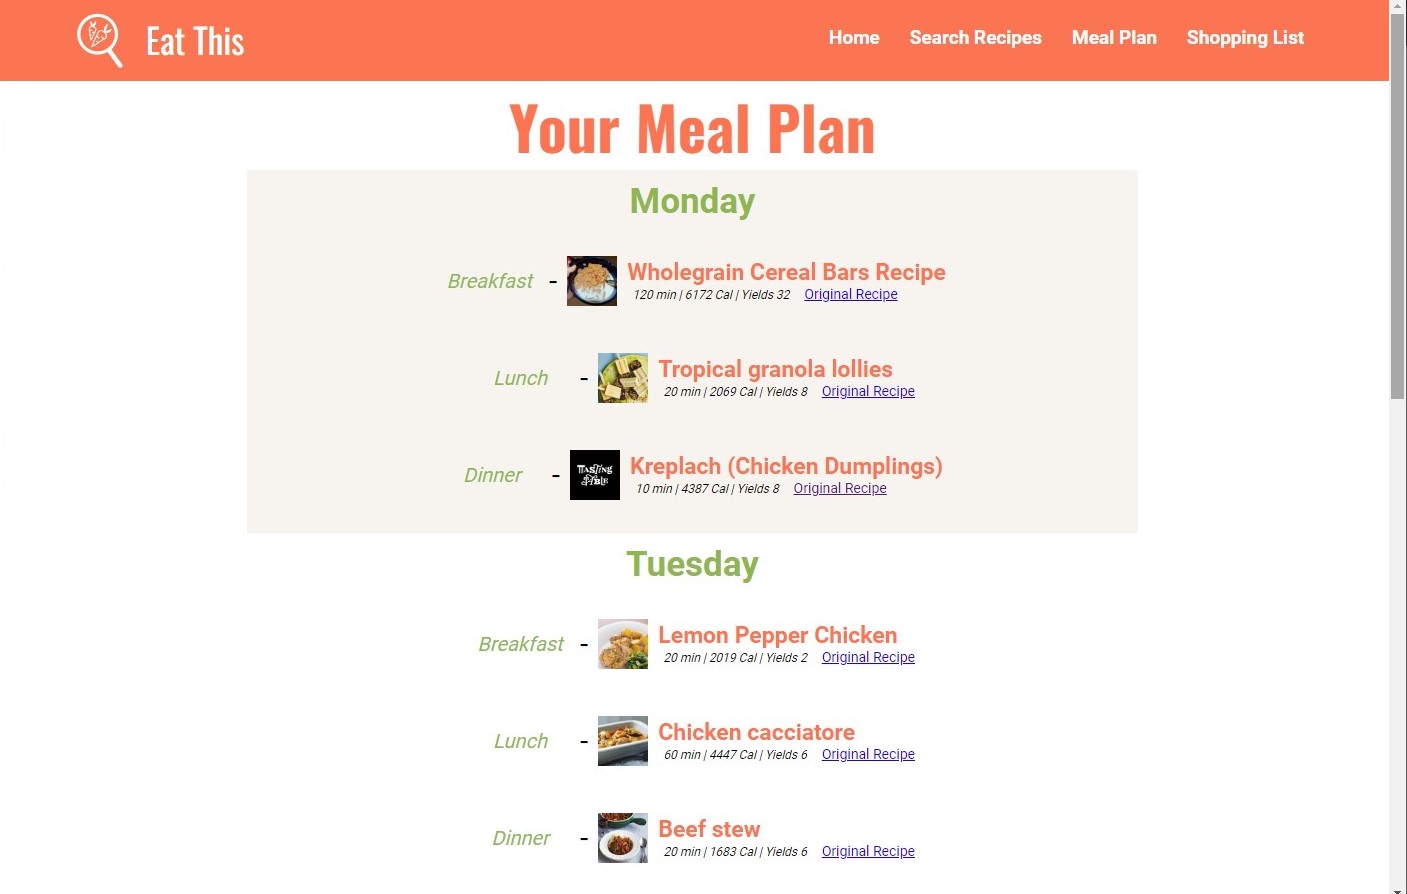 Eat This
Home Search Recipes Meal Plan Shopping List
Your Meal Plan
Monday
Breakfast - Wholegrain Cereal Bars Recipe
120 min | 6172 Cal | Yields 32 Original Recipe
Lunch - Tropical granola lollies
20 min | 2069 Cal | Yields 8 Original Recipe
TASTING TABLE
Dinner - Kreplach (Chicken Dumplings)
10 min | 4387 Cal | Yields 8 Original Recipe
Tuesday
Breakfast - Lemon Pepper Chicken
20 min | 2019 Cal | Yields 2 Original Recipe
Lunch - Chicken cacciatore
60 min | 4447 Cal | Yields 6 Original Recipe
Dinner - Beef stew
20 min | 1683 Cal | Yields 6 Original Recipe